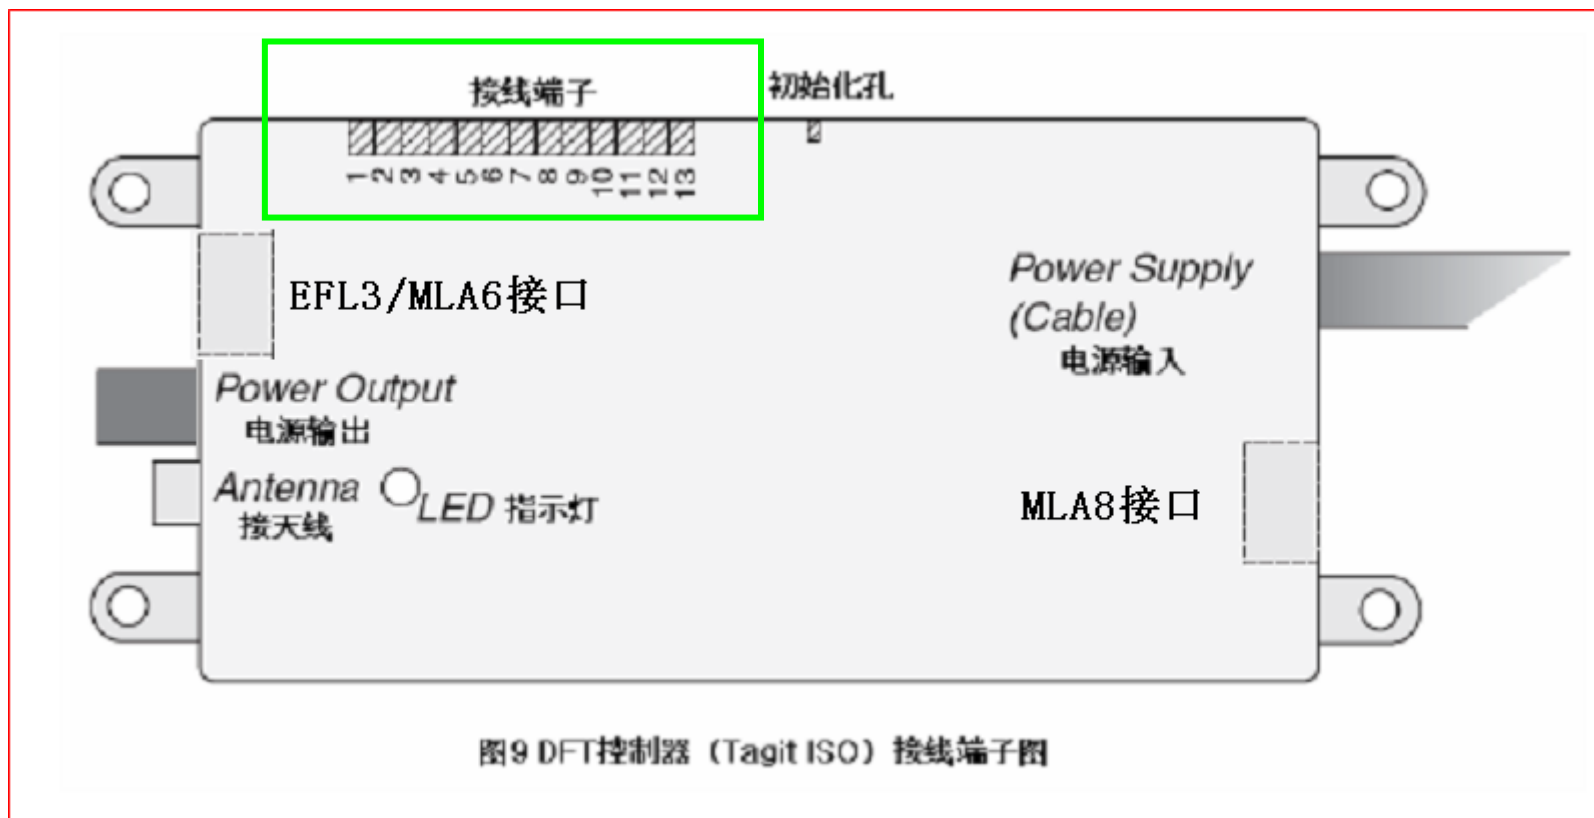 接线端子
初始化孔
1 2 3 4 5 6 7 8 9 10 11 12 13
EFL3/MLA6接口
Power Supply
(Cable)
电源输入
Power Output
电源输出
Antenna
接天线
LED 指示灯
MLA8接口
图9 DFT控制器（Tagit ISO）接线端子图